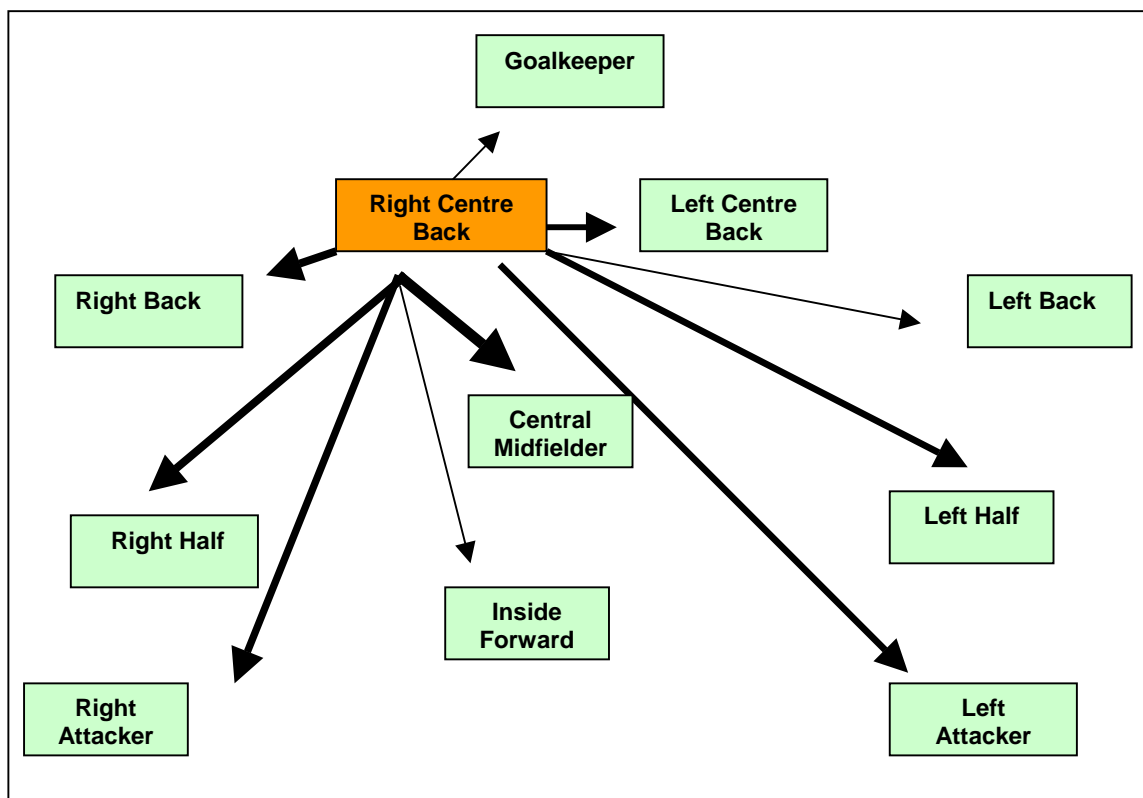 Goalkeeper
Right Centre
Back
Left Centre
Back
Right Back
Left Back
Central
Midfielder
Right Half
Left Half
Inside
Forward
Right
Attacker
Left
Attacker